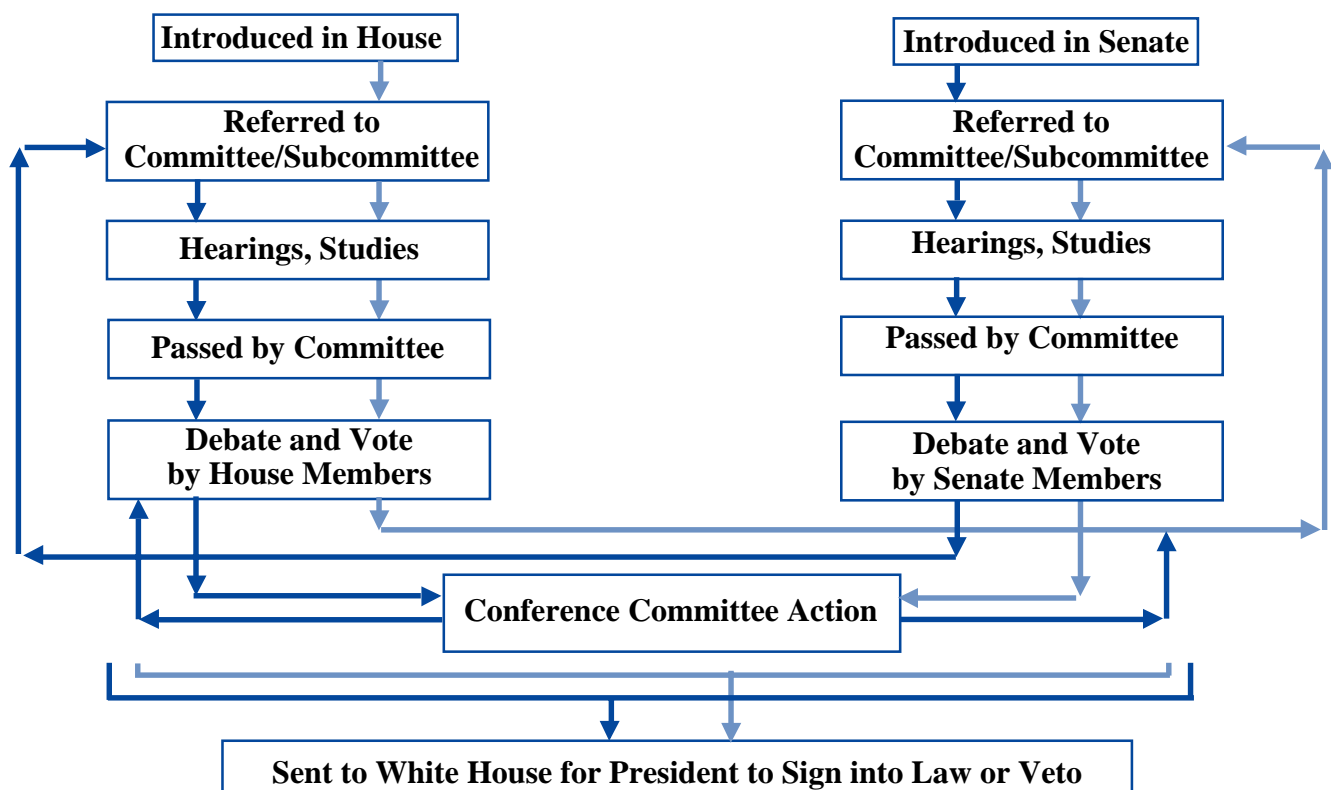 Introduced in House
Introduced in Senate
Referred to
Committee/Subcommittee
Referred to
Committee/Subcommittee
Hearings, Studies
Hearings, Studies
Passed by Committee
Passed by Committee
Debate and Vote
by House Members
Debate and Vote
by Senate Members
Conference Committee Action
Sent to White House for President to Sign into Law or Veto